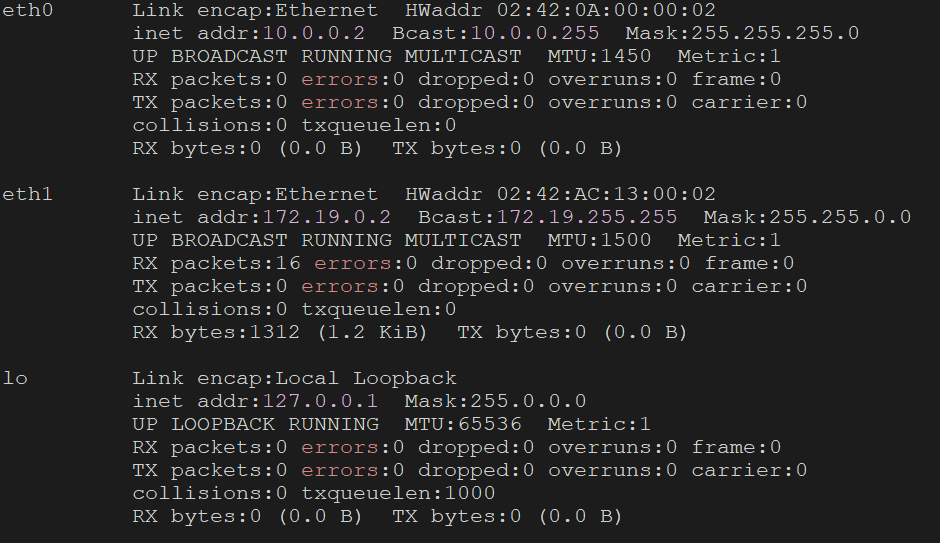 eth0      Link encap:Ethernet  HWaddr 02:42:0A:00:00:02
          inet addr:10.0.0.2  Bcast:10.0.0.255  Mask:255.255.255.0
          UP BROADCAST RUNNING MULTICAST  MTU:1450  Metric:1
          RX packets:0 errors:0 dropped:0 overruns:0 frame:0
          TX packets:0 errors:0 dropped:0 overruns:0 carrier:0
          collisions:0 txqueuelen:0
          RX bytes:0 (0.0 B)  TX bytes:0 (0.0 B)

eth1      Link encap:Ethernet  HWaddr 02:42:AC:13:00:02
          inet addr:172.19.0.2  Bcast:172.19.255.255  Mask:255.255.0.0
          UP BROADCAST RUNNING MULTICAST  MTU:1500  Metric:1
          RX packets:16 errors:0 dropped:0 overruns:0 frame:0
          TX packets:0 errors:0 dropped:0 overruns:0 carrier:0
          collisions:0 txqueuelen:0
          RX bytes:1312 (1.2 KiB)  TX bytes:0 (0.0 B)

lo        Link encap:Local Loopback
          inet addr:127.0.0.1  Mask:255.0.0.0
          UP LOOPBACK RUNNING  MTU:65536  Metric:1
          RX packets:0 errors:0 dropped:0 overruns:0 frame:0
          TX packets:0 errors:0 dropped:0 overruns:0 carrier:0
          collisions:0 txqueuelen:1000
          RX bytes:0 (0.0 B)  TX bytes:0 (0.0 B)